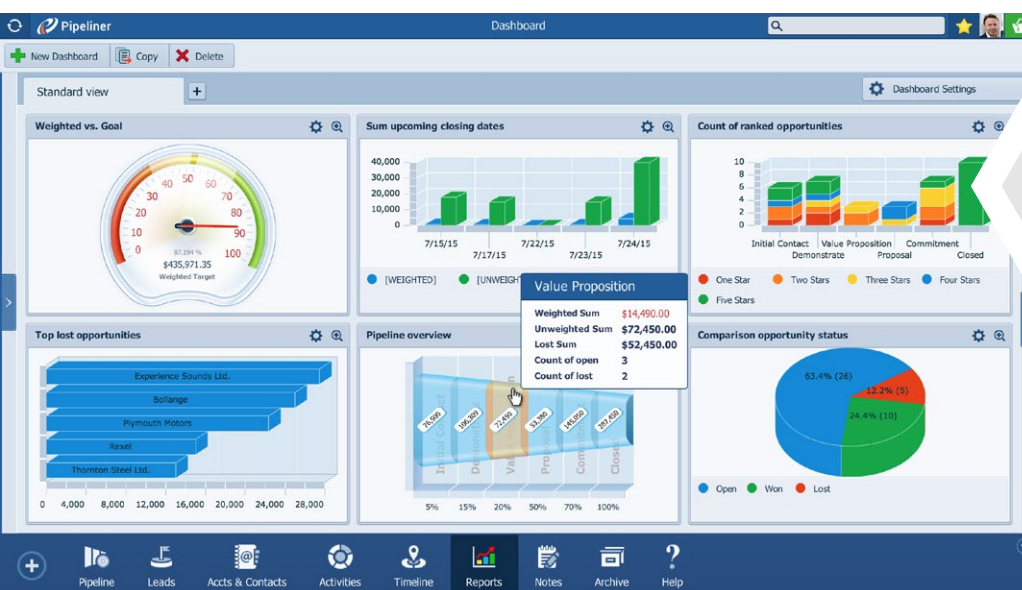 Pipeliner
Dashboard
New Dashboard Copy Delete
Standard view
Dashboard Settings
Weighted vs. Goal
0
10
20
30
40
50
60
70
80
90
100
87.194 %
$435,971.35
Weighted Target
Sum upcoming closing dates
40,000
30,000
20,000
10,000
0
7/15/15 7/22/15 7/24/15
7/17/15 7/23/15
[WEIGHTED] [UNWEIGH
Count of ranked opportunities
10
8
6
4
2
0
Initial Contact Value Proposition Commitment
Demonstrate Proposal Closed
One Star Two Stars Three Stars Four Stars
Five Stars
Top lost opportunities
Experience Sounds Ltd.
Bollange
Plymouth Motors
Rexel
Thomton Steel Ltd.
0 4,000 8,000 12,000 16,000 20,000 24,000 28,000
Pipeline overview
Value Proposition
Weighted Sum $14,490.00
Unweighted Sum $72,450.00
Lost Sum $52,450.00
Count of open 3
Count of lost 2
76,500 106,309 72,450 53,380 145,050 287,450
5% 15% 20% 50% 70% 100%
Comparison opportunity status
63.4% (26)
12.2% (5)
24.4% (10)
Open Won Lost
Pipeline Leads Accts & Contacts Activities Timeline Reports Notes Archive Help